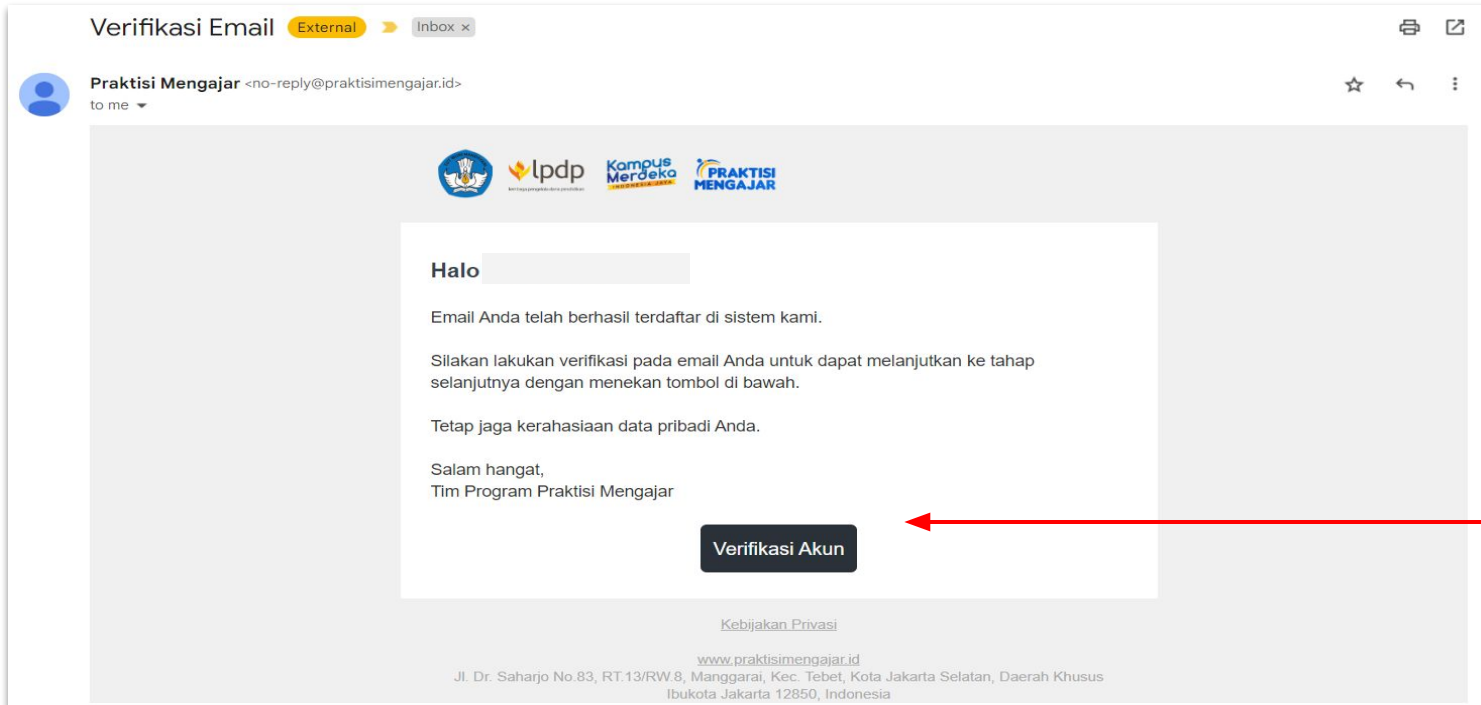 Verifikasi Email External Inbox ×
Praktisi Mengajar <no-reply@praktisimengajar.id>
to me
lpdp
Kampus
Merdeka
INDONESIA JAYA
PRAKTISI
MENGAJAR
Halo
Email Anda telah berhasil terdaftar di sistem kami.
Silakan lakukan verifikasi pada email Anda untuk dapat melanjutkan ke tahap
selanjutnya dengan menekan tombol di bawah.
Tetap jaga kerahasiaan data pribadi Anda.
Salam hangat,
Tim Program Praktisi Mengajar
Verifikasi Akun
Kebijakan Privasi
www.praktisimengajar.id
Jl. Dr. Saharjo No.83, RT.13/RW.8, Manggarai, Kec. Tebet, Kota Jakarta Selatan, Daerah Khusus
Ibukota Jakarta 12850, Indonesia